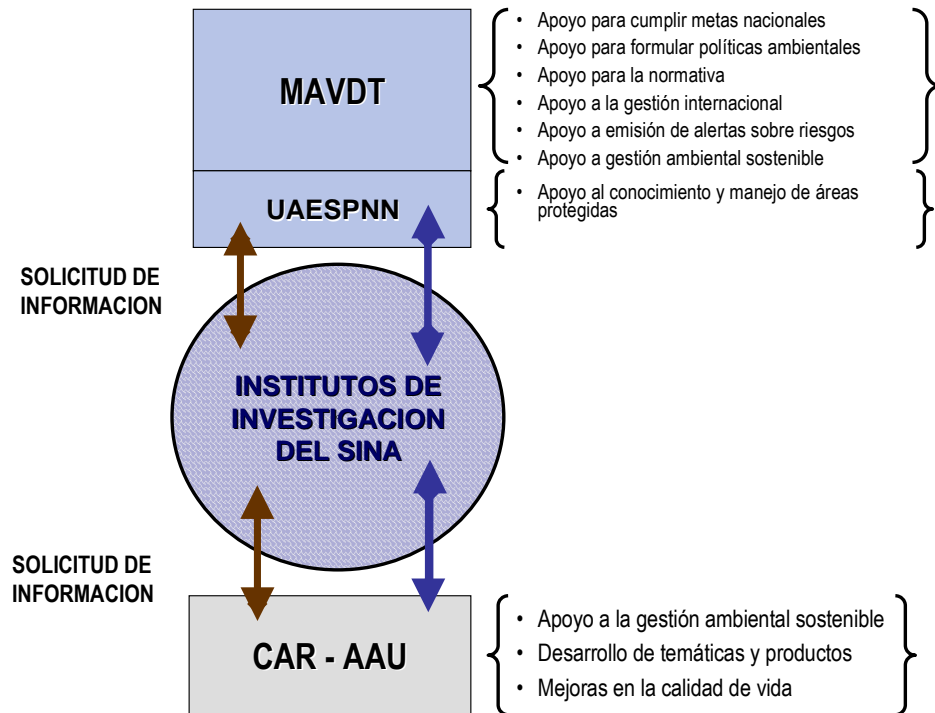 MAVDT
• Apoyo para cumplir metas nacionales
• Apoyo para formular políticas ambientales
• Apoyo para la normativa
• Apoyo a la gestión internacional
• Apoyo a emisión de alertas sobre riesgos
• Apoyo a gestión ambiental sostenible
UAESPNN
• Apoyo al conocimiento y manejo de áreas
protegidas
SOLICITUD DE
INFORMACION
INSTITUTOS DE
INVESTIGACION
DEL SINA
SOLICITUD DE
INFORMACION
CAR - AAU
• Apoyo a la gestión ambiental sostenible
• Desarrollo de temáticas y productos
• Mejoras en la calidad de vida